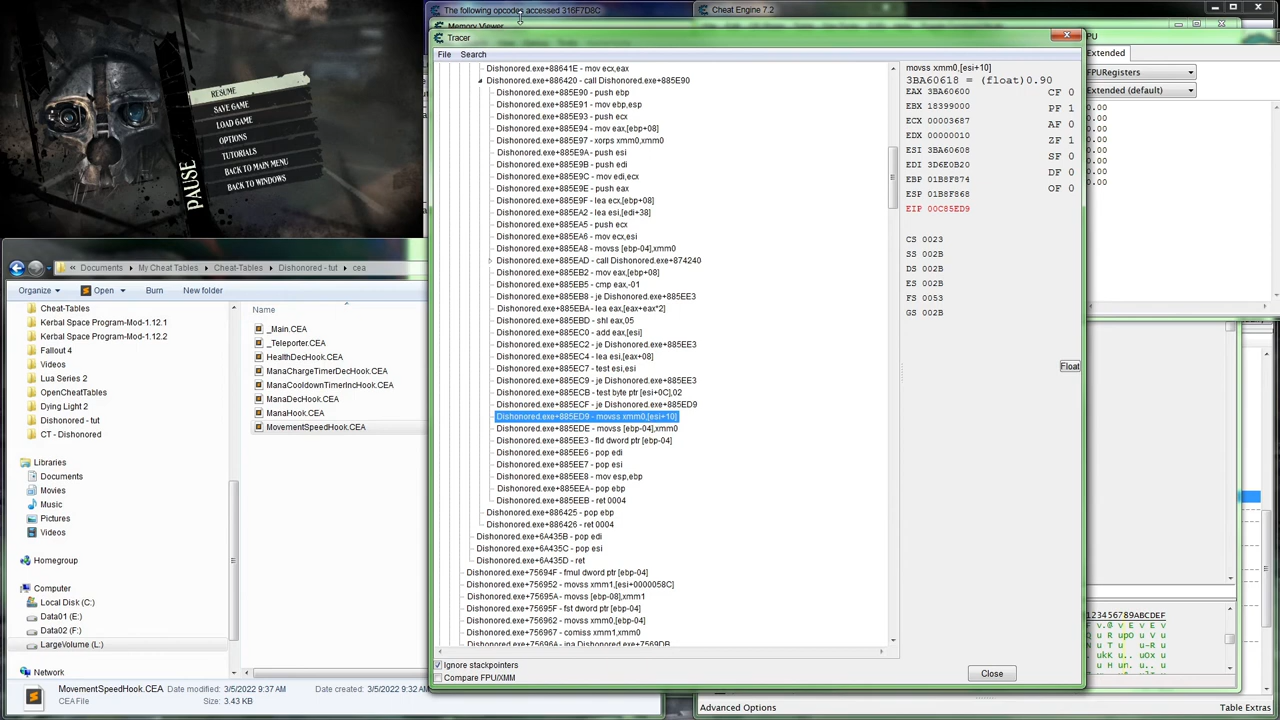 The following opcodes accessed 316F7D8C
Cheat Engine 7.2
Memory Viewer
Tracer
File Search
RESUME
SAVE GAME
LOAD GAME
OPTIONS
TUTORIALS
BACK TO MAIN MENU
BACK TO WINDOWS
PAUSE
Documents
My Cheat Tables
Cheat-Tables
Dishonored - tut
cea
Organize
Open
Burn
New folder
Cheat-Tables
Kerbal Space Program-Mod-1.12.1
Kerbal Space Program-Mod-1.12.2
Fallout 4
Videos
Lua Series 2
OpenCheatTables
Dying Light 2
Dishonored - tut
CT - Dishonored
Libraries
Documents
Movies
Music
Pictures
Videos
Homegroup
Computer
Local Disk (C:)
Data01 (E:)
Data02 (F:)
LargeVolume (L:)
Network
Name
_Main.CEA
_Teleporter.CEA
HealthDecHook.CEA
ManaChargeTimerDecHook.CEA
ManaCooldownTimerIncHook.CEA
ManaDecHook.CEA
ManaHook.CEA
MovementSpeedHook.CEA
MovementSpeedHook.CEA Date modified: 3/5/2022 9:37 AM
CEA File
Size: 3.43 KB
Dishonored.exe+88641E - mov ecx,eax
Dishonored.exe+886420 - call Dishonored.exe+885E90
Dishonored.exe+885E90 - push ebp
Dishonored.exe+885E91 - mov ebp,esp
Dishonored.exe+885E93 - push ecx
Dishonored.exe+885E94 - mov eax,[ebp+08]
Dishonored.exe+885E97 - xorps xmm0,xmm0
Dishonored.exe+885E9A - push esi
Dishonored.exe+885E9B - push edi
Dishonored.exe+885E9C - mov edi,ecx
Dishonored.exe+885E9E - push eax
Dishonored.exe+885E9F - lea ecx,[ebp+08]
Dishonored.exe+885EA2 - lea esi,[edi+38]
Dishonored.exe+885EA5 - push ecx
Dishonored.exe+885EA6 - mov ecx,esi
Dishonored.exe+885EA8 - movss [ebp-04],xmm0
Dishonored.exe+885EAD - call Dishonored.exe+874240
Dishonored.exe+885EB2 - mov eax,[ebp+08]
Dishonored.exe+885EB5 - cmp eax,-01
Dishonored.exe+885EB8 - je Dishonored.exe+885EE3
Dishonored.exe+885EBA - lea eax,[eax+eax*2]
Dishonored.exe+885EBD - shl eax,05
Dishonored.exe+885EC0 - add eax,[esi]
Dishonored.exe+885EC2 - je Dishonored.exe+885EE3
Dishonored.exe+885EC4 - lea esi,[eax+08]
Dishonored.exe+885EC7 - test esi,esi
Dishonored.exe+885EC9 - je Dishonored.exe+885EE3
Dishonored.exe+885ECB - test byte ptr [esi+0C],02
Dishonored.exe+885ECF - je Dishonored.exe+885ED9
Dishonored.exe+885ED9 - movss xmm0,[esi+10]
Dishonored.exe+885EDE - movss [ebp-04],xmm0
Dishonored.exe+885EE3 - fld dword ptr [ebp-04]
Dishonored.exe+885EE6 - pop edi
Dishonored.exe+885EE7 - pop esi
Dishonored.exe+885EE8 - mov esp,ebp
Dishonored.exe+885EEA - pop ebp
Dishonored.exe+885EEB - ret 0004
Dishonored.exe+886425 - pop ebp
Dishonored.exe+886426 - ret 0004
Dishonored.exe+6A435B - pop edi
Dishonored.exe+6A435C - pop esi
Dishonored.exe+6A435D - ret
Dishonored.exe+75694F - fmul dword ptr [ebp-04]
Dishonored.exe+756952 - movss xmm1,[esi+0000058C]
Dishonored.exe+75695A - movss [ebp-08],xmm1
Dishonored.exe+75695F - fst dword ptr [ebp-04]
Dishonored.exe+756962 - movss xmm0,[ebp-04]
Dishonored.exe+756967 - comiss xmm1,xmm0
Dishonored.exe+75696A - jna Dishonored.exe+7569DB
Ignore stackpointers
Compare FPU/XMM
Close
movss xmm0,[esi+10]
3BA60618 = (float)0.90
EAX 3BA60600 CF 0
EBX 18399000 PF 1
ECX 00003687 AF 0
EDX 00000010 ZF 1
ESI 3BA60608 SF 0
EDI 3D6E0B20 DF 0
EBP 01B8F874 OF 0
ESP 01B8F868
EIP 00C85ED9
CS 0023
SS 002B
DS 002B
ES 002B
FS 0053
GS 002B
Float
PU
Extended
FPURegisters
Extended (default)
Advanced Options
Table Extras